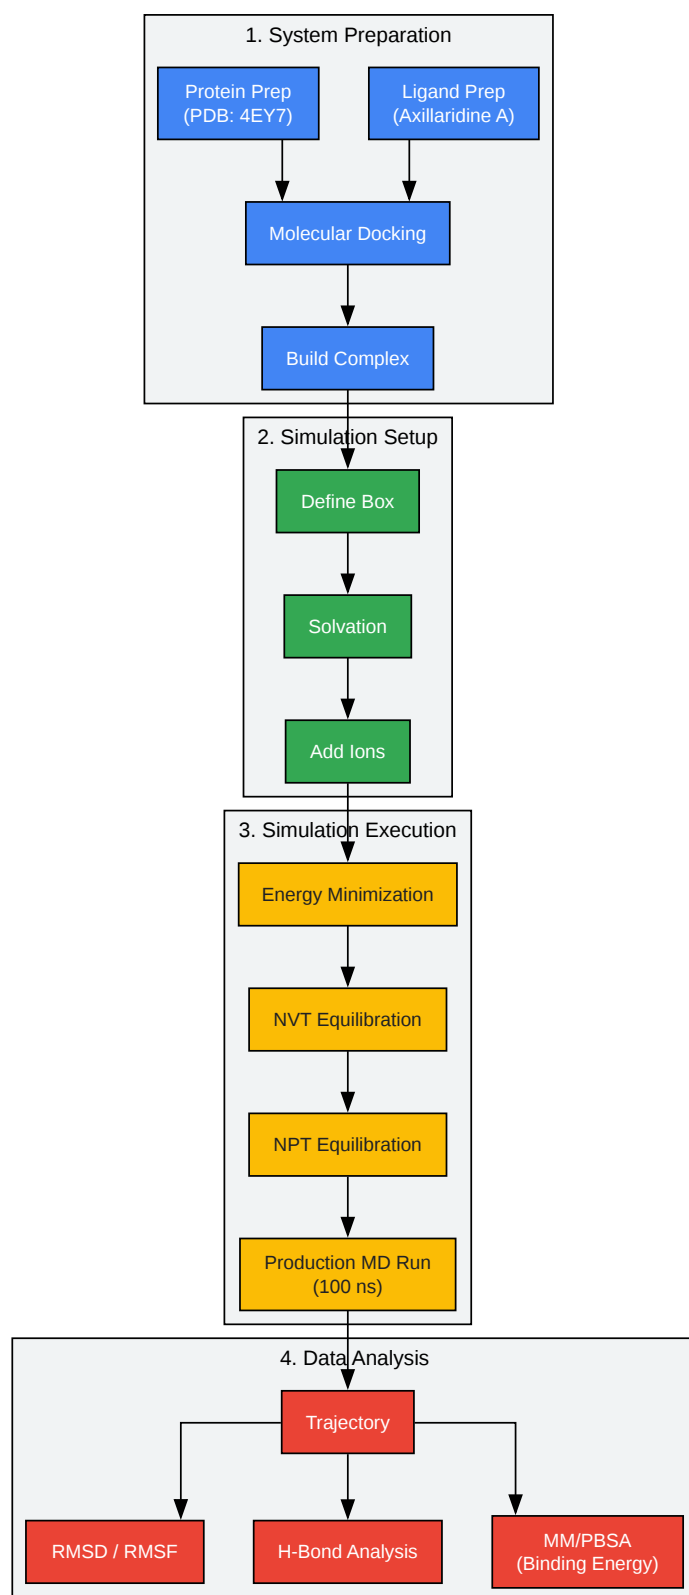 1. System Preparation
Protein Prep
(PDB: 4EY7)
Ligand Prep
(Axillaridine A)
Molecular Docking
Build Complex
2. Simulation Setup
Define Box
Solvation
Add Ions
3. Simulation Execution
Energy Minimization
NVT Equilibration
NPT Equilibration
Production MD Run
(100 ns)
4. Data Analysis
Trajectory
RMSD / RMSF
H-Bond Analysis
MM/PBSA
(Binding Energy)